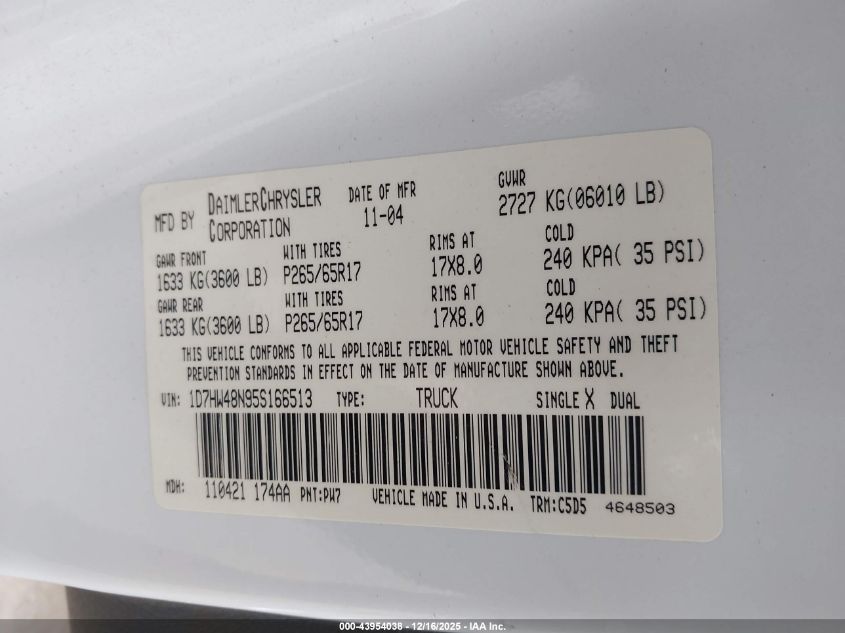 MFD BY DAIMLERCHRYSLER CORPORATION DATE OF MFR 11-04 GVWR 2727 KG(06010 LB)
GAWR FRONT WITH TIRES RIMS AT COLD
1633 KG(3600 LB) P265/65R17 17X8.0 240 KPA( 35 PSI)
GAWR REAR WITH TIRES RIMS AT COLD
1633 KG(3600 LB) P265/65R17 17X8.0 240 KPA( 35 PSI)
THIS VEHICLE CONFORMS TO ALL APPLICABLE FEDERAL MOTOR VEHICLE SAFETY AND THEFT
PREVENTION STANDARDS IN EFFECT ON THE DATE OF MANUFACTURE SHOWN ABOVE.
VIN: 1D7HW48N95S166513 TYPE: TRUCK SINGLE X DUAL
MDH: 110421 174AA PNT:PW7 VEHICLE MADE IN U.S.A. TRM:C5D5 4648503
000-43954038 - 12/16/2025 - IAA Inc.